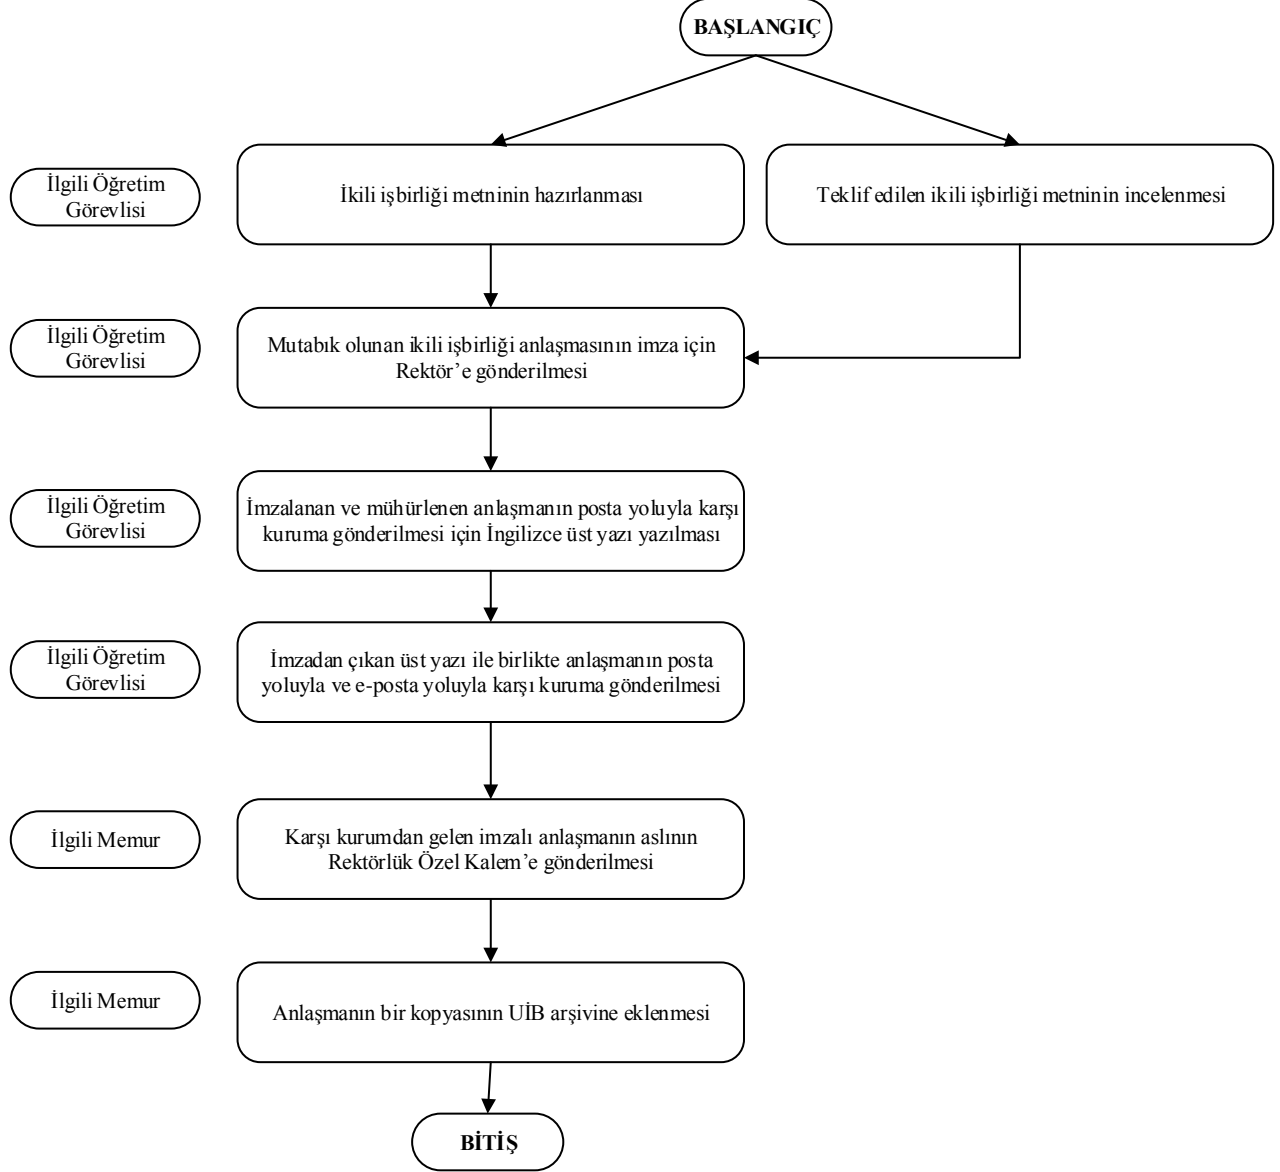 BAŞLANGIÇ
İlgili Öğretim
Görevlisi
İkili işbirliği metninin hazırlanması
Teklif edilen ikili işbirliği metninin incelenmesi
İlgili Öğretim
Görevlisi
Mutabık olunan ikili işbirliği anlaşmasının imza için
Rektör’e gönderilmesi
İlgili Öğretim
Görevlisi
İmzalanan ve mühürlenen anlaşmanın posta yoluyla karşı
kuruma gönderilmesi için İngilizce üst yazı yazılması
İlgili Öğretim
Görevlisi
İmzadan çıkan üst yazı ile birlikte anlaşmanın posta
yoluyla ve e-posta yoluyla karşı kuruma gönderilmesi
İlgili Memur
Karşı kurumdan gelen imzalı anlaşmanın aslının
Rektörlük Özel Kalem’e gönderilmesi
İlgili Memur
Anlaşmanın bir kopyasının UİB arşivine eklenmesi
BİTİŞ